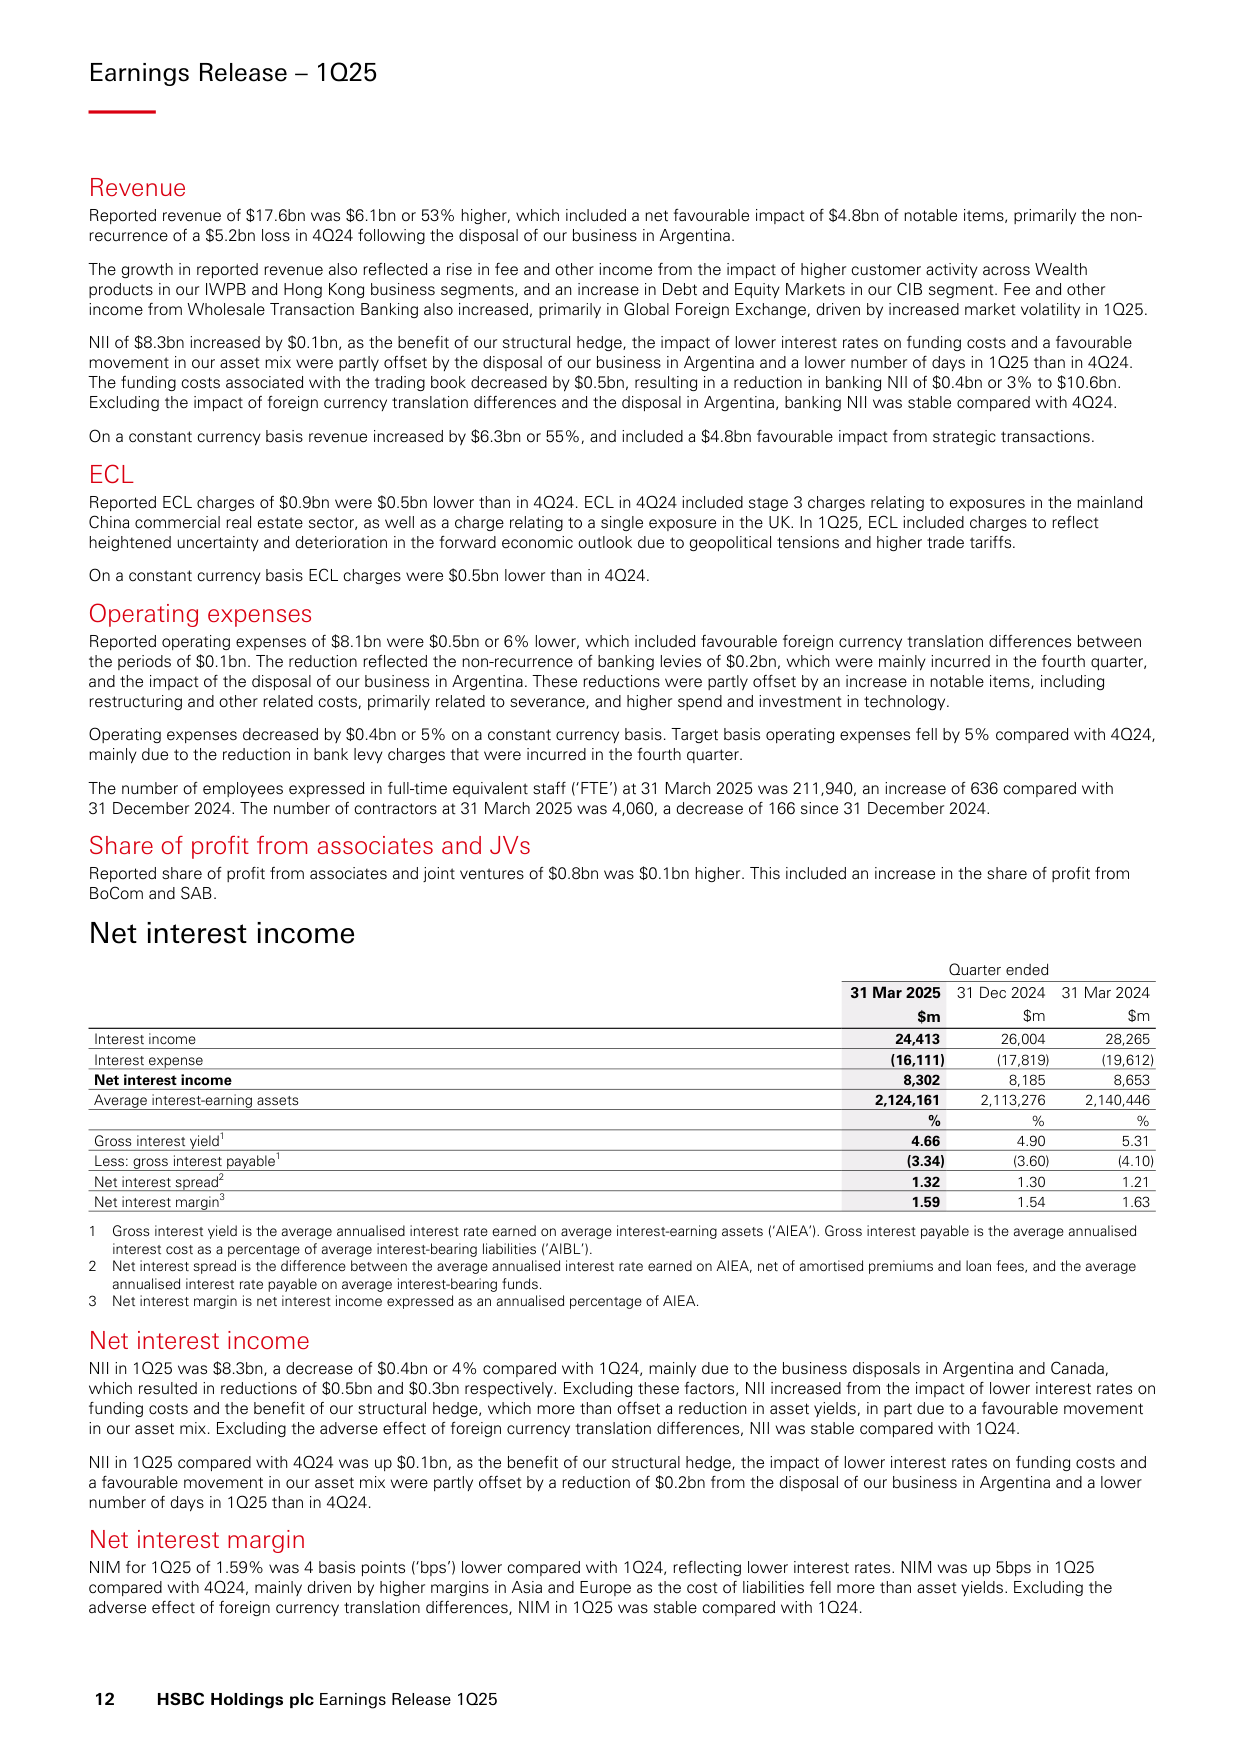 Earnings Release – 1Q25
Revenue
Reported revenue of $17.6bn was $6.1bn or 53% higher, which included a net favourable impact of $4.8bn of notable items, primarily the non-
recurrence of a $5.2bn loss in 4Q24 following the disposal of our business in Argentina.
The growth in reported revenue also reflected a rise in fee and other income from the impact of higher customer activity across Wealth
products in our IWPB and Hong Kong business segments, and an increase in Debt and Equity Markets in our CIB segment. Fee and other
income from Wholesale Transaction Banking also increased, primarily in Global Foreign Exchange, driven by increased market volatility in 1Q25.
NII of $8.3bn increased by $0.1bn, as the benefit of our structural hedge, the impact of lower interest rates on funding costs and a favourable
movement in our asset mix were partly offset by the disposal of our business in Argentina and a lower number of days in 1Q25 than in 4Q24.
The funding costs associated with the trading book decreased by $0.5bn, resulting in a reduction in banking NII of $0.4bn or 3% to $10.6bn.
Excluding the impact of foreign currency translation differences and the disposal in Argentina, banking NII was stable compared with 4Q24.
On a constant currency basis revenue increased by $6.3bn or 55%, and included a $4.8bn favourable impact from strategic transactions.
ECL
Reported ECL charges of $0.9bn were $0.5bn lower than in 4Q24. ECL in 4Q24 included stage 3 charges relating to exposures in the mainland
China commercial real estate sector, as well as a charge relating to a single exposure in the UK. In 1Q25, ECL included charges to reflect
heightened uncertainty and deterioration in the forward economic outlook due to geopolitical tensions and higher trade tariffs.
On a constant currency basis ECL charges were $0.5bn lower than in 4Q24.
Operating expenses
Reported operating expenses of $8.1bn were $0.5bn or 6% lower, which included favourable foreign currency translation differences between
the periods of $0.1bn. The reduction reflected the non-recurrence of banking levies of $0.2bn, which were mainly incurred in the fourth quarter,
and the impact of the disposal of our business in Argentina. These reductions were partly offset by an increase in notable items, including
restructuring and other related costs, primarily related to severance, and higher spend and investment in technology.
Operating expenses decreased by $0.4bn or 5% on a constant currency basis. Target basis operating expenses fell by 5% compared with 4Q24,
mainly due to the reduction in bank levy charges that were incurred in the fourth quarter.
The number of employees expressed in full-time equivalent staff (‘FTE’) at 31 March 2025 was 211,940, an increase of 636 compared with
31 December 2024. The number of contractors at 31 March 2025 was 4,060, a decrease of 166 since 31 December 2024.
Share of profit from associates and JVs
Reported share of profit from associates and joint ventures of $0.8bn was $0.1bn higher. This included an increase in the share of profit from
BoCom and SAB.
Net interest income
Quarter ended
31 Mar 2025 31 Dec 2024 31 Mar 2024
$m $m $m
Interest income 24,413 26,004 28,265
Interest expense (16,111) (17,819) (19,612)
Net interest income 8,302 8,185 8,653
Average interest-earning assets 2,124,161 2,113,276 2,140,446
% % %
Gross interest yield1 4.66 4.90 5.31
Less: gross interest payable1 (3.34) (3.60) (4.10)
Net interest spread2 1.32 1.30 1.21
Net interest margin3 1.59 1.54 1.63
1 Gross interest yield is the average annualised interest rate earned on average interest-earning assets (‘AIEA’). Gross interest payable is the average annualised
interest cost as a percentage of average interest-bearing liabilities (‘AIBL’).
2 Net interest spread is the difference between the average annualised interest rate earned on AIEA, net of amortised premiums and loan fees, and the average
annualised interest rate payable on average interest-bearing funds.
3 Net interest margin is net interest income expressed as an annualised percentage of AIEA.
Net interest income
NII in 1Q25 was $8.3bn, a decrease of $0.4bn or 4% compared with 1Q24, mainly due to the business disposals in Argentina and Canada,
which resulted in reductions of $0.5bn and $0.3bn respectively. Excluding these factors, NII increased from the impact of lower interest rates on
funding costs and the benefit of our structural hedge, which more than offset a reduction in asset yields, in part due to a favourable movement
in our asset mix. Excluding the adverse effect of foreign currency translation differences, NII was stable compared with 1Q24.
NII in 1Q25 compared with 4Q24 was up $0.1bn, as the benefit of our structural hedge, the impact of lower interest rates on funding costs and
a favourable movement in our asset mix were partly offset by a reduction of $0.2bn from the disposal of our business in Argentina and a lower
number of days in 1Q25 than in 4Q24.
Net interest margin
NIM for 1Q25 of 1.59% was 4 basis points (‘bps’) lower compared with 1Q24, reflecting lower interest rates. NIM was up 5bps in 1Q25
compared with 4Q24, mainly driven by higher margins in Asia and Europe as the cost of liabilities fell more than asset yields. Excluding the
adverse effect of foreign currency translation differences, NIM in 1Q25 was stable compared with 1Q24.
12 HSBC Holdings plc Earnings Release 1Q25